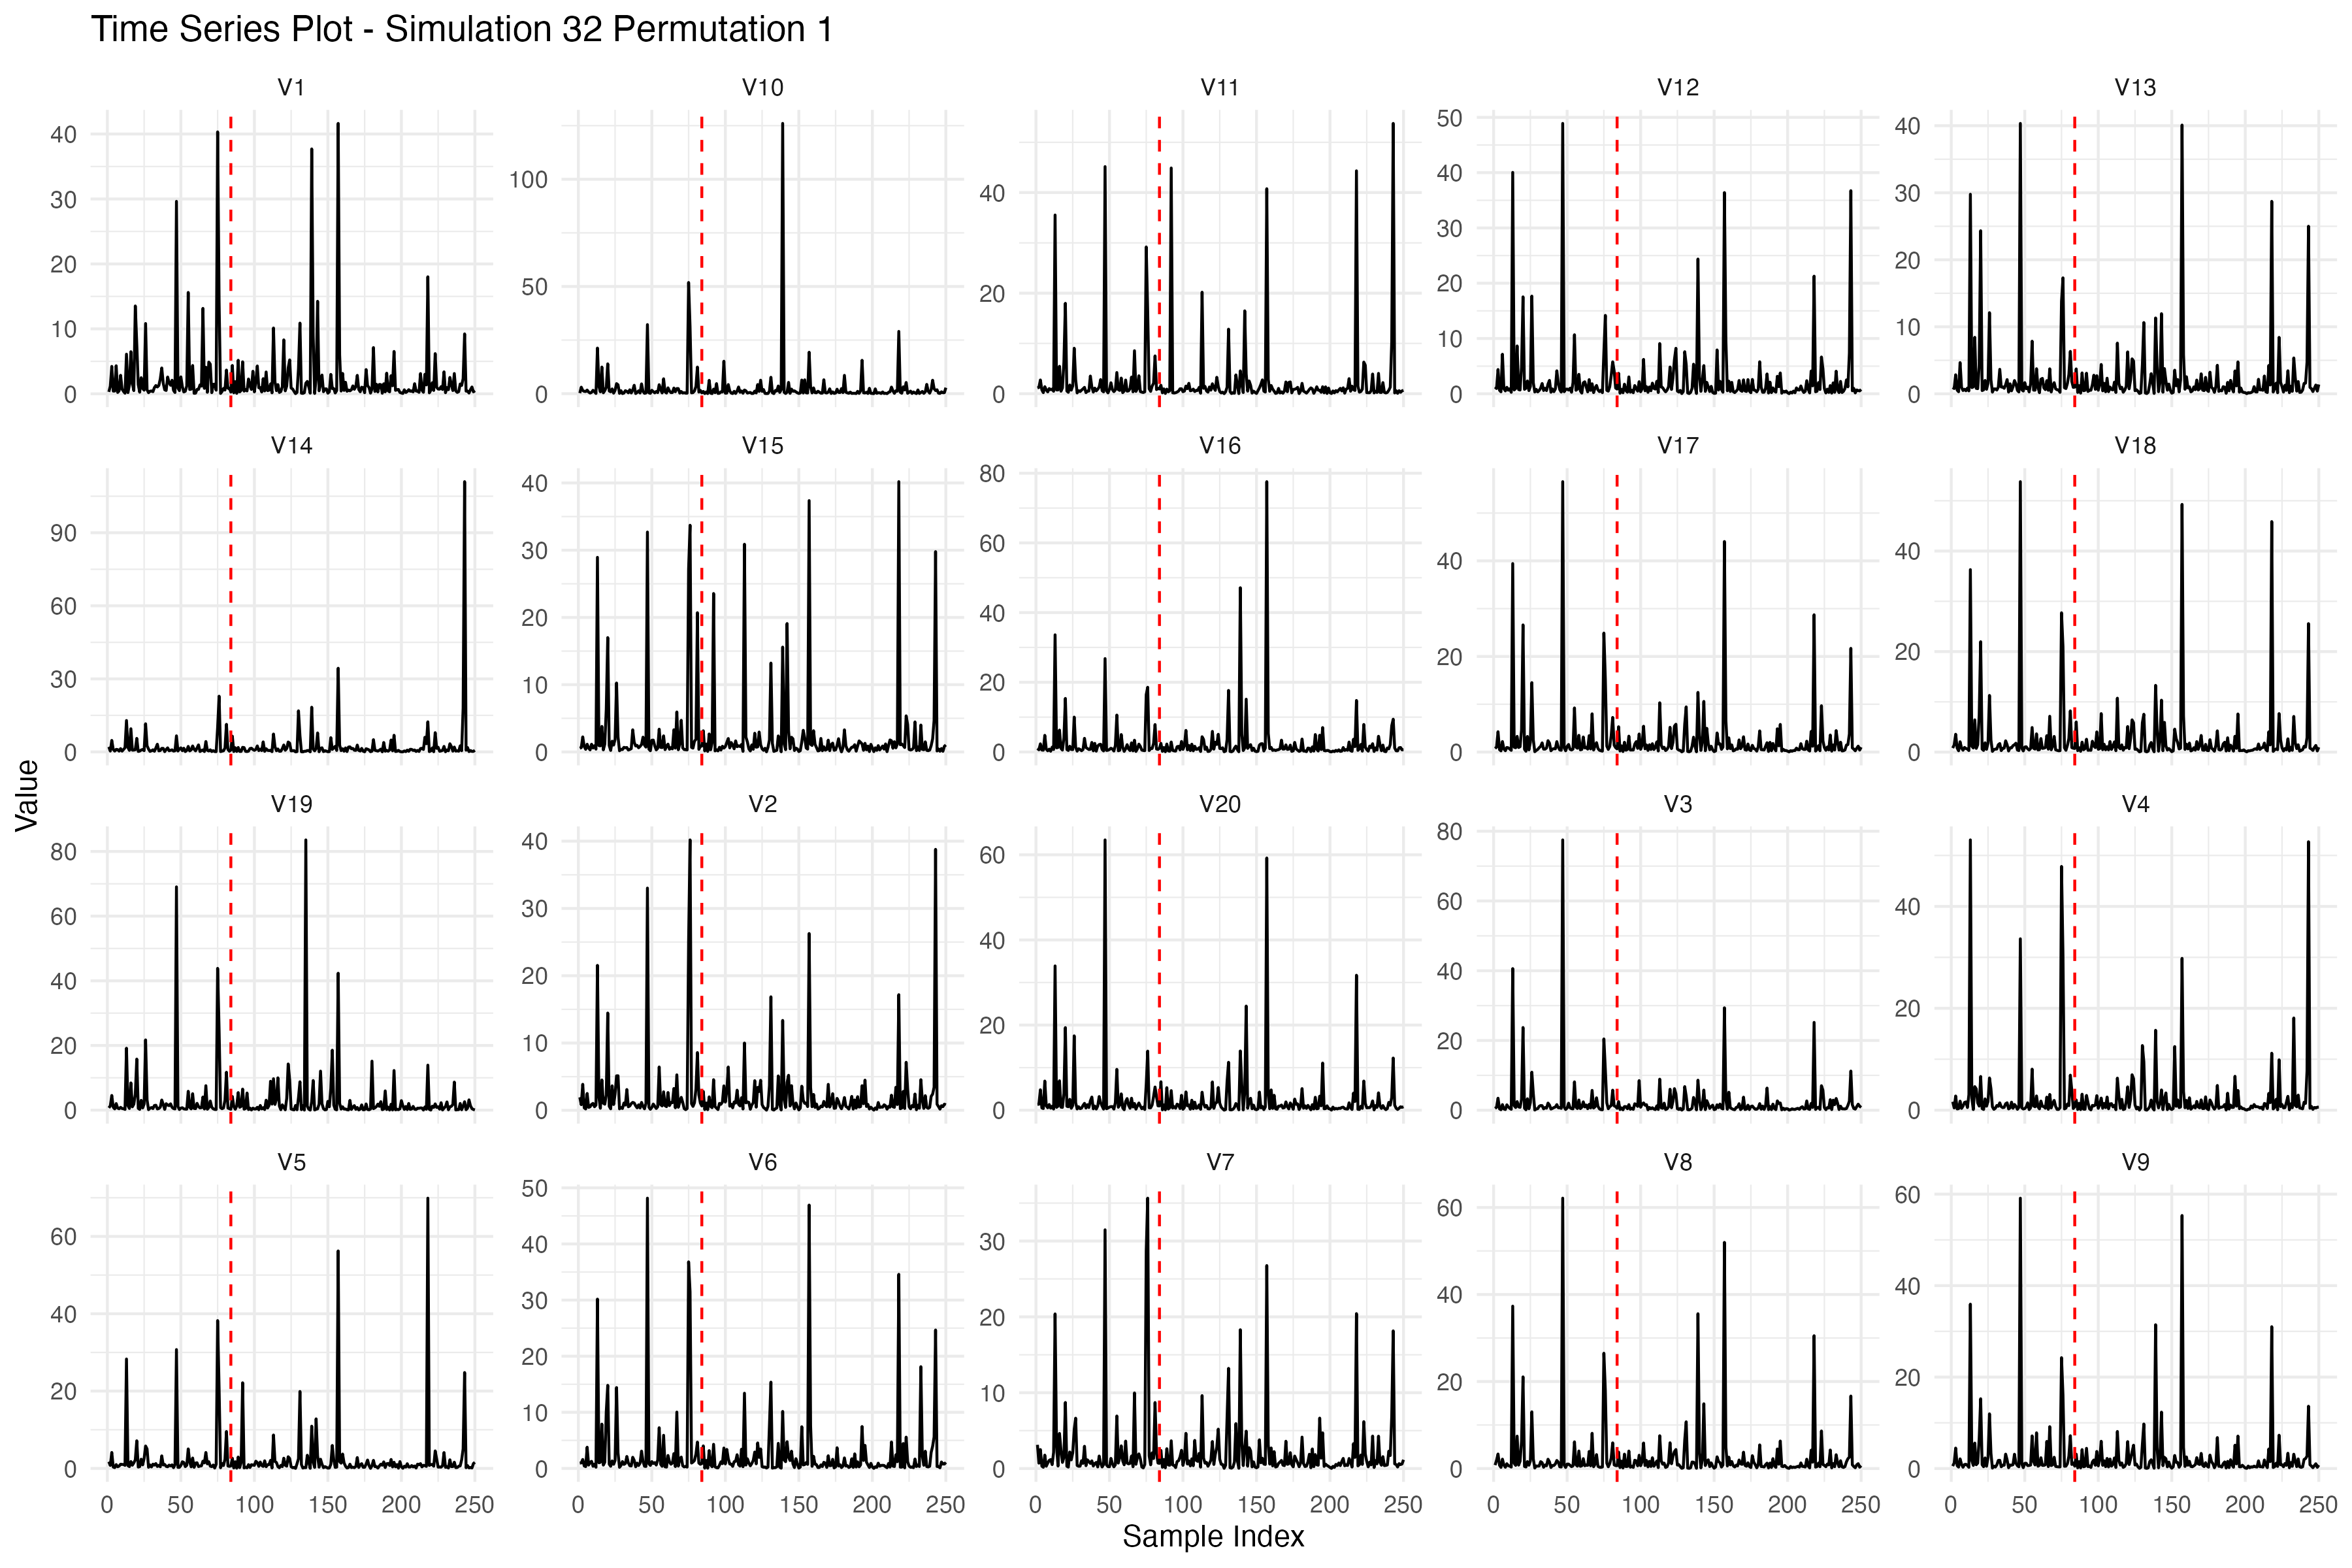 Time Series Plot - Simulation 32 Permutation 1
V1 V10 V11 V12 V13
40 30 20 10 0
100 50 0
40 20 0
50 40 30 20 10 0
40 30 20 10 0
V14 V15 V16 V17 V18
90 60 30 0
40 30 20 10 0
80 60 40 20 0
40 20 0
40 20 0
Value
V19 V2 V20 V3 V4
80 60 40 20 0
40 30 20 10 0
60 40 20 0
80 60 40 20 0
40 20 0
V5 V6 V7 V8 V9
60 40 20 0
50 40 30 20 10 0
30 20 10 0
60 40 20 0
60 40 20 0
0 50 100 150 200 250 0 50 100 150 200 250 0 50 100 150 200 250 0 50 100 150 200 250 0 50 100 150 200 250
Sample Index